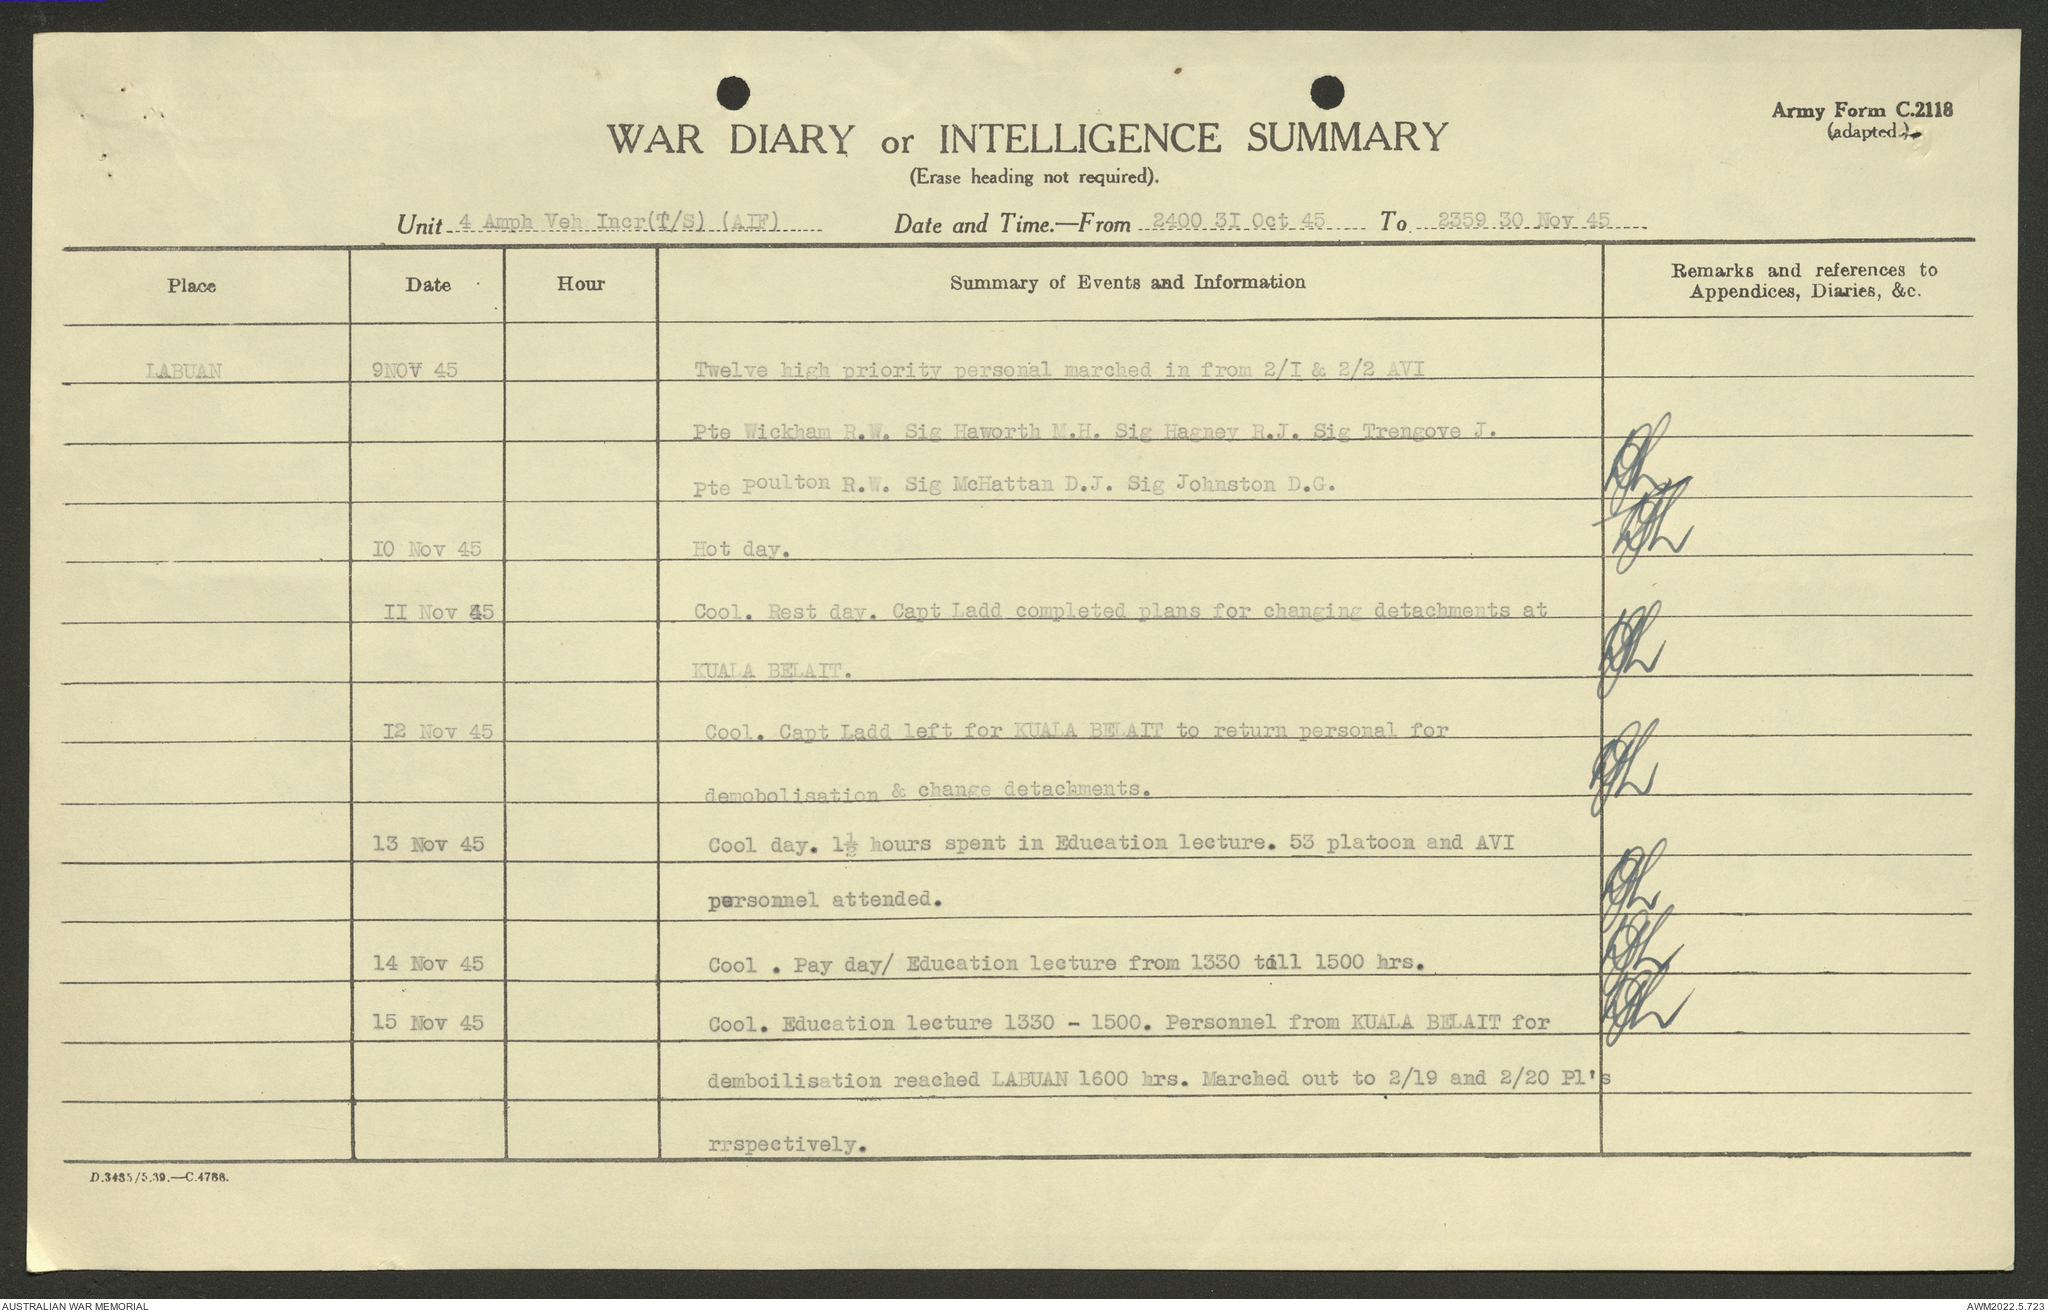 Army Form C.2118
(adapted.)
WAR DIARY or INTELLIGENCE SUMMARY
(Erase heading not required).
Unit 4 Amph Veh Incr(T/S) (AIF) Date and Time.—From 2400 3I Oct 45 To 2359 30 Nov 45
Place Date Hour Summary of Events and Information Remarks and references to
Appendices, Diaries, &c.
LABUAN 9NOV 45 Twelve high priority personal marched in from 2/I & 2/2 AVI
Pte Wickham R.W. Sig Haworth M.H. Sig Hagney R.J. Sig Trengove J.
Pte Poulton R.W. Sig McHattan D.J. Sig Johnston D.G.
I0 Nov 45 Hot day.
II Nov 45 Cool. Rest day. Capt Ladd completed plans for changing detachments at
KUALA BELAIT.
I2 Nov 45 Cool. Capt Ladd left for KUALA BELAIT to return personal for
demobolisation & change detachments.
13 Nov 45 Cool day. 1½ hours spent in Education lecture. 53 platoon and AVI
personnel attended.
14 Nov 45 Cool . Pay day/ Education lecture from 1330 till 1500 hrs.
15 Nov 45 Cool. Education lecture 1330 - 1500. Personnel from KUALA BELAIT for
demboilisation reached LABUAN 1600 hrs. Marched out to 2/19 and 2/20 Pl's
rrspectively.
D.3485/5.39.—C.4788.
AUSTRALIAN WAR MEMORIAL AWM2022.5.723